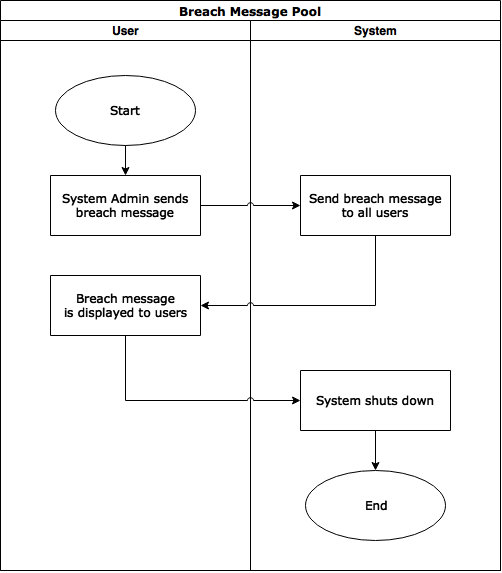 Breach Message Pool
User
System
Start
System Admin sends
breach message
Send breach message
to all users
Breach message
is displayed to users
System shuts down
End